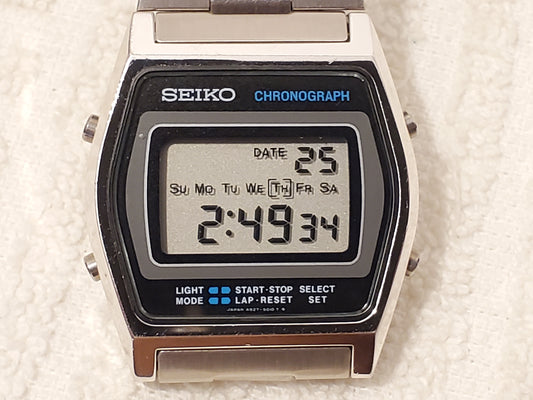 SEIKO CHRONOGRAPH
DATE 25
SU MO TU WE TH FR SA
2:49 34
LIGHT START·STOP SELECT
MODE LAP·RESET SET
JAPAN